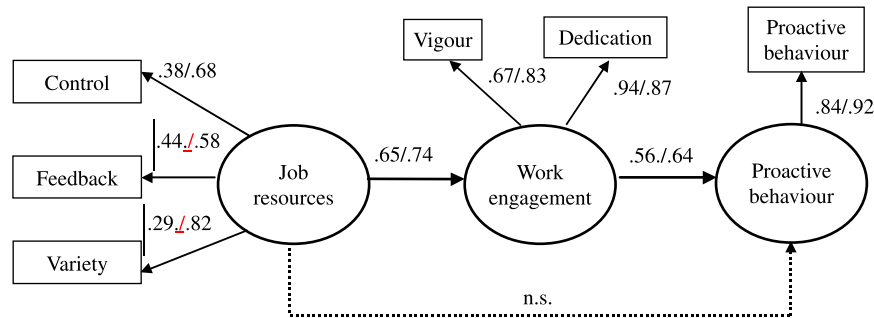 Proactive
behaviour
Vigour
Dedication
Control
.38/.68
.67/.83
.94/.87
.84/.92
.44./.58
Feedback
Job
resources
.65/.74
Work
engagement
.56./.64
Proactive
behaviour
.29./.82
Variety
n.s.